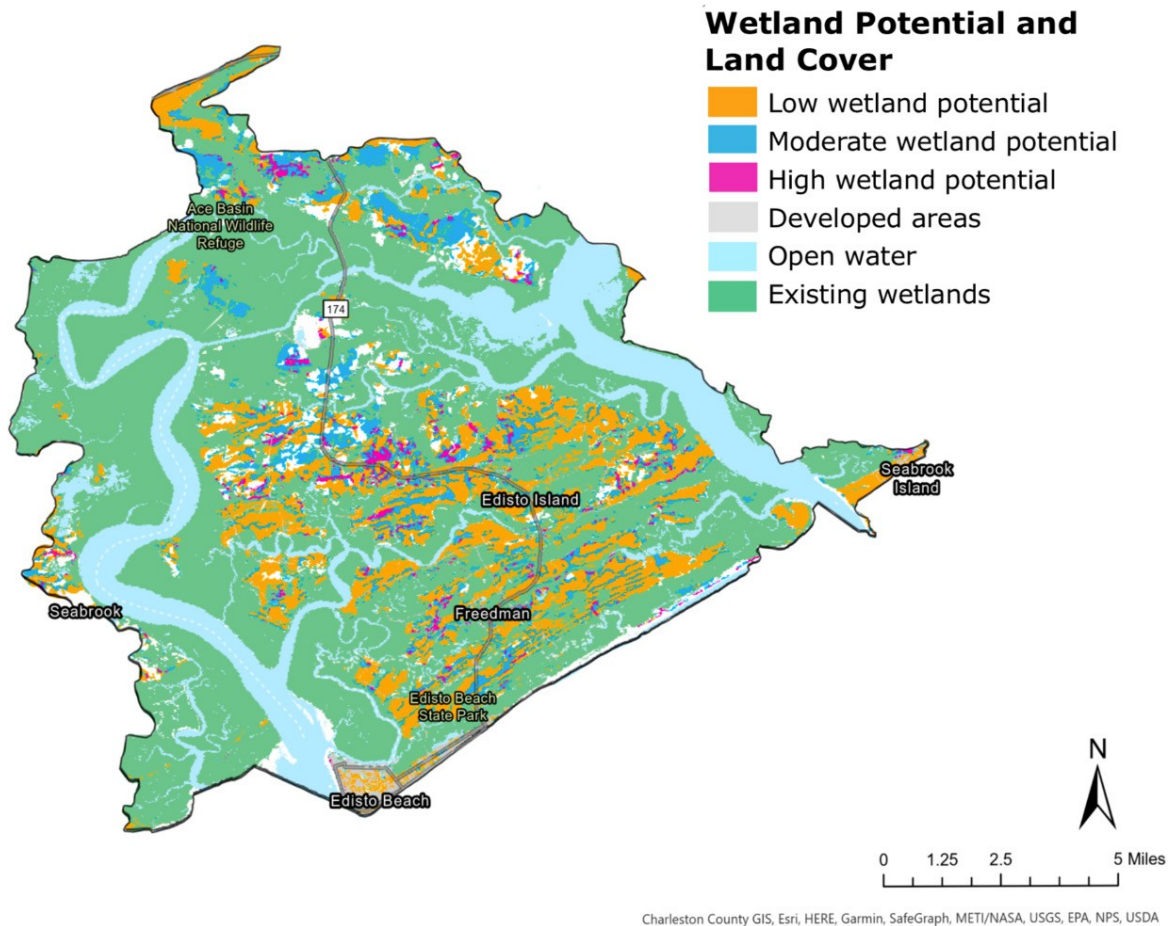 Wetland Potential and
Land Cover
Low wetland potential
Moderate wetland potential
High wetland potential
Developed areas
Open water
Existing wetlands
Ace Basin
National Wildlife
Refuge
174
Seabrook
Island
Edisto Island
Seabrook
Freedman
Edisto Beach
State Park
Edisto Beach
N
0 1.25 2.5 5 Miles
Charleston County GIS, Esri, HERE, Garmin, SafeGraph, METI/NASA, USGS, EPA, NPS, USDA